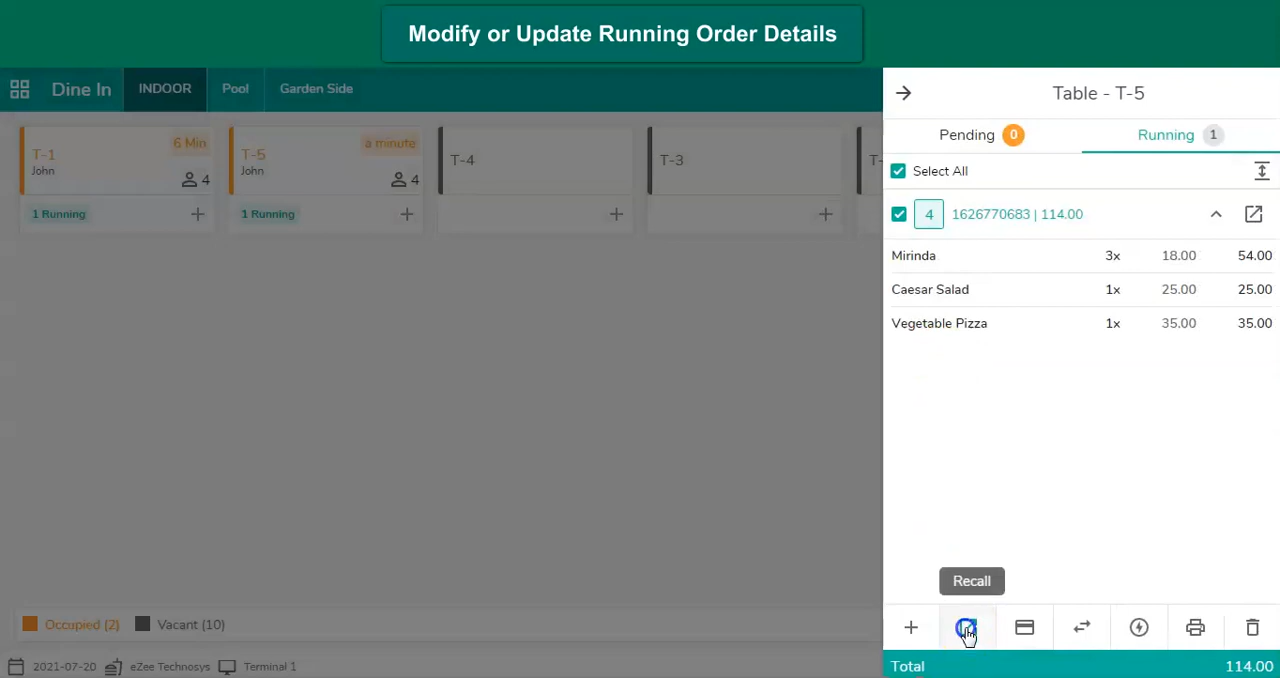 Modify or Update Running Order Details
Dine In INDOOR Pool Garden Side
T-1 6 Min
John 4
1 Running
T-5 a minute
John 4
1 Running
T-4
T-3
Table - T-5
Pending 0 Running 1
Select All
4 1626770683 | 114.00
Mirinda 3x 18.00 54.00
Caesar Salad 1x 25.00 25.00
Vegetable Pizza 1x 35.00 35.00
Recall
Occupied (2) Vacant (10)
2021-07-20 eZee Technosys Terminal 1
Total 114.00